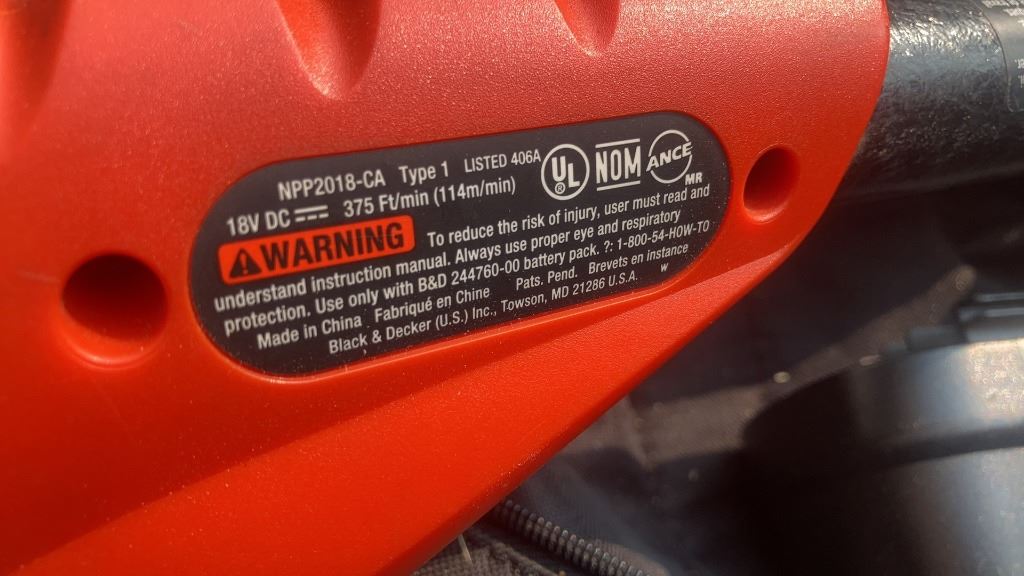 NPP2018-CA Type 1 LISTED 406A UL ® NOM ANCE MR
18V DC 375 Ft/min (114m/min)
WARNING To reduce the risk of injury, user must read and
understand instruction manual. Always use proper eye and respiratory
protection. Use only with B&D 244760-00 battery pack. ?: 1-800-54-HOW-TO
Made in China Fabriqué en Chine Pats. Pend. Brevets en instance
Black & Decker (U.S.) Inc., Towson, MD 21286 U.S.A. W